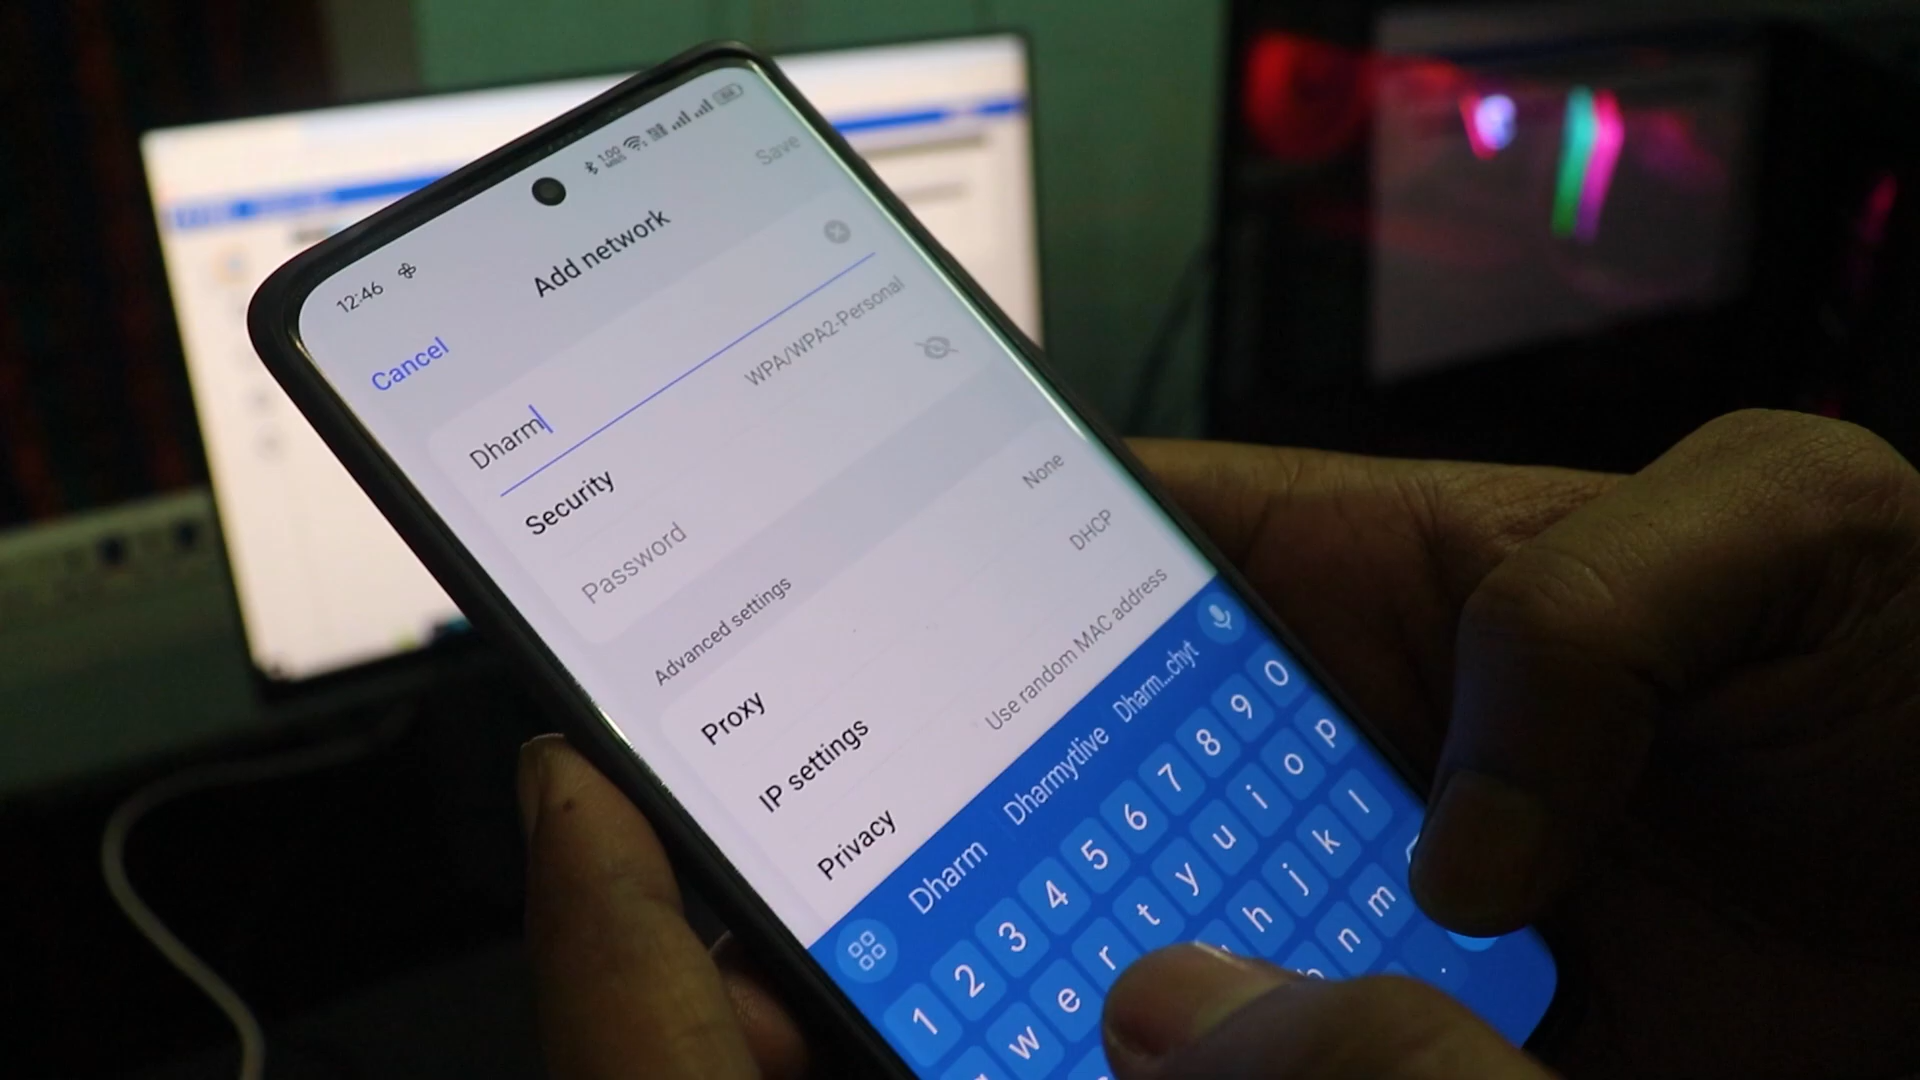 12:46
1.00
Cancel
Add network
Save
Dharm
Security
WPA/WPA2-Personal
Password
Advanced settings
Proxy
None
IP settings
DHCP
Privacy
Use random MAC address
Dharm
Dharmytlive
Dharm...chyt
1 2 3 4 5 6 7 8 9 0
w e r t y u i o p
h j k l
n m
.